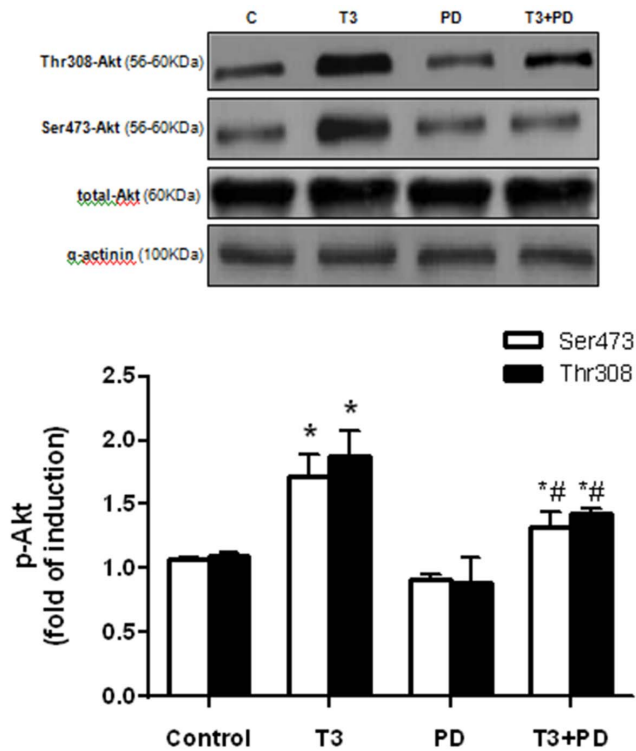 C T3 PD T3+PD
Thr308-Akt (56-60KDa)
Ser473-Akt (56-60KDa)
total-Akt (60KDa)
α-actinin (100KDa)
Ser473
Thr308
p-Akt
(fold of induction)
2.5
2.0
1.5
1.0
0.5
0.0
* *
*# *#
Control T3 PD T3+PD